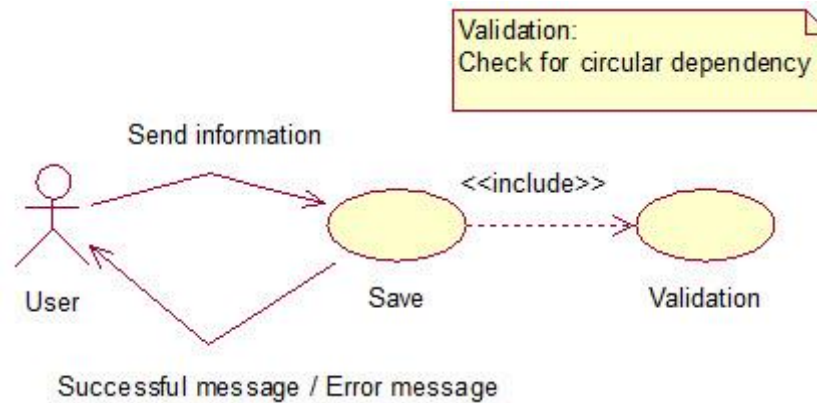 Validation:
Check for circular dependency
Send information
<<include>>
User
Save
Validation
Successful message / Error message